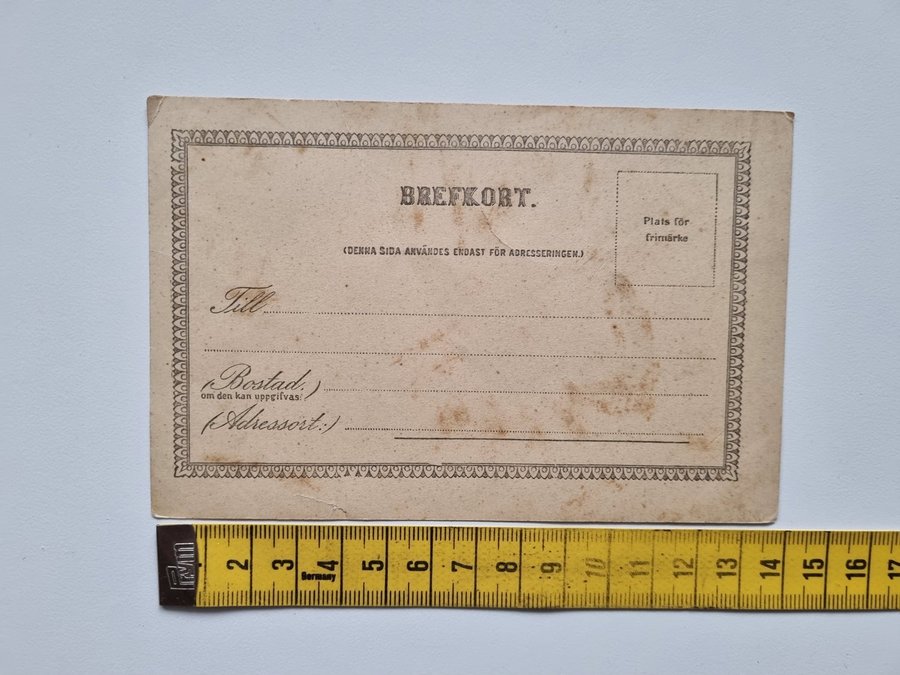 BREFKORT.
Plats för
frimärke
(DENNA SIDA ANVÄNDES ENDAST FÖR ADRESSERINGEN.)
Till
(Bostad.)
om den kan uppgifvas:
(Adressort:)
1 2 3 4 5 6 7 8 9 10 11 12 13 14 15 16 17
Germany